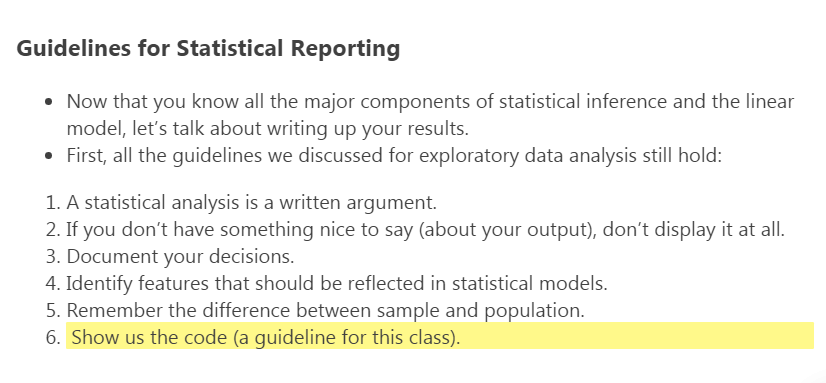 Guidelines for Statistical Reporting
• Now that you know all the major components of statistical inference and the linear
model, let’s talk about writing up your results.
• First, all the guidelines we discussed for exploratory data analysis still hold:
1. A statistical analysis is a written argument.
2. If you don’t have something nice to say (about your output), don’t display it at all.
3. Document your decisions.
4. Identify features that should be reflected in statistical models.
5. Remember the difference between sample and population.
6. Show us the code (a guideline for this class).